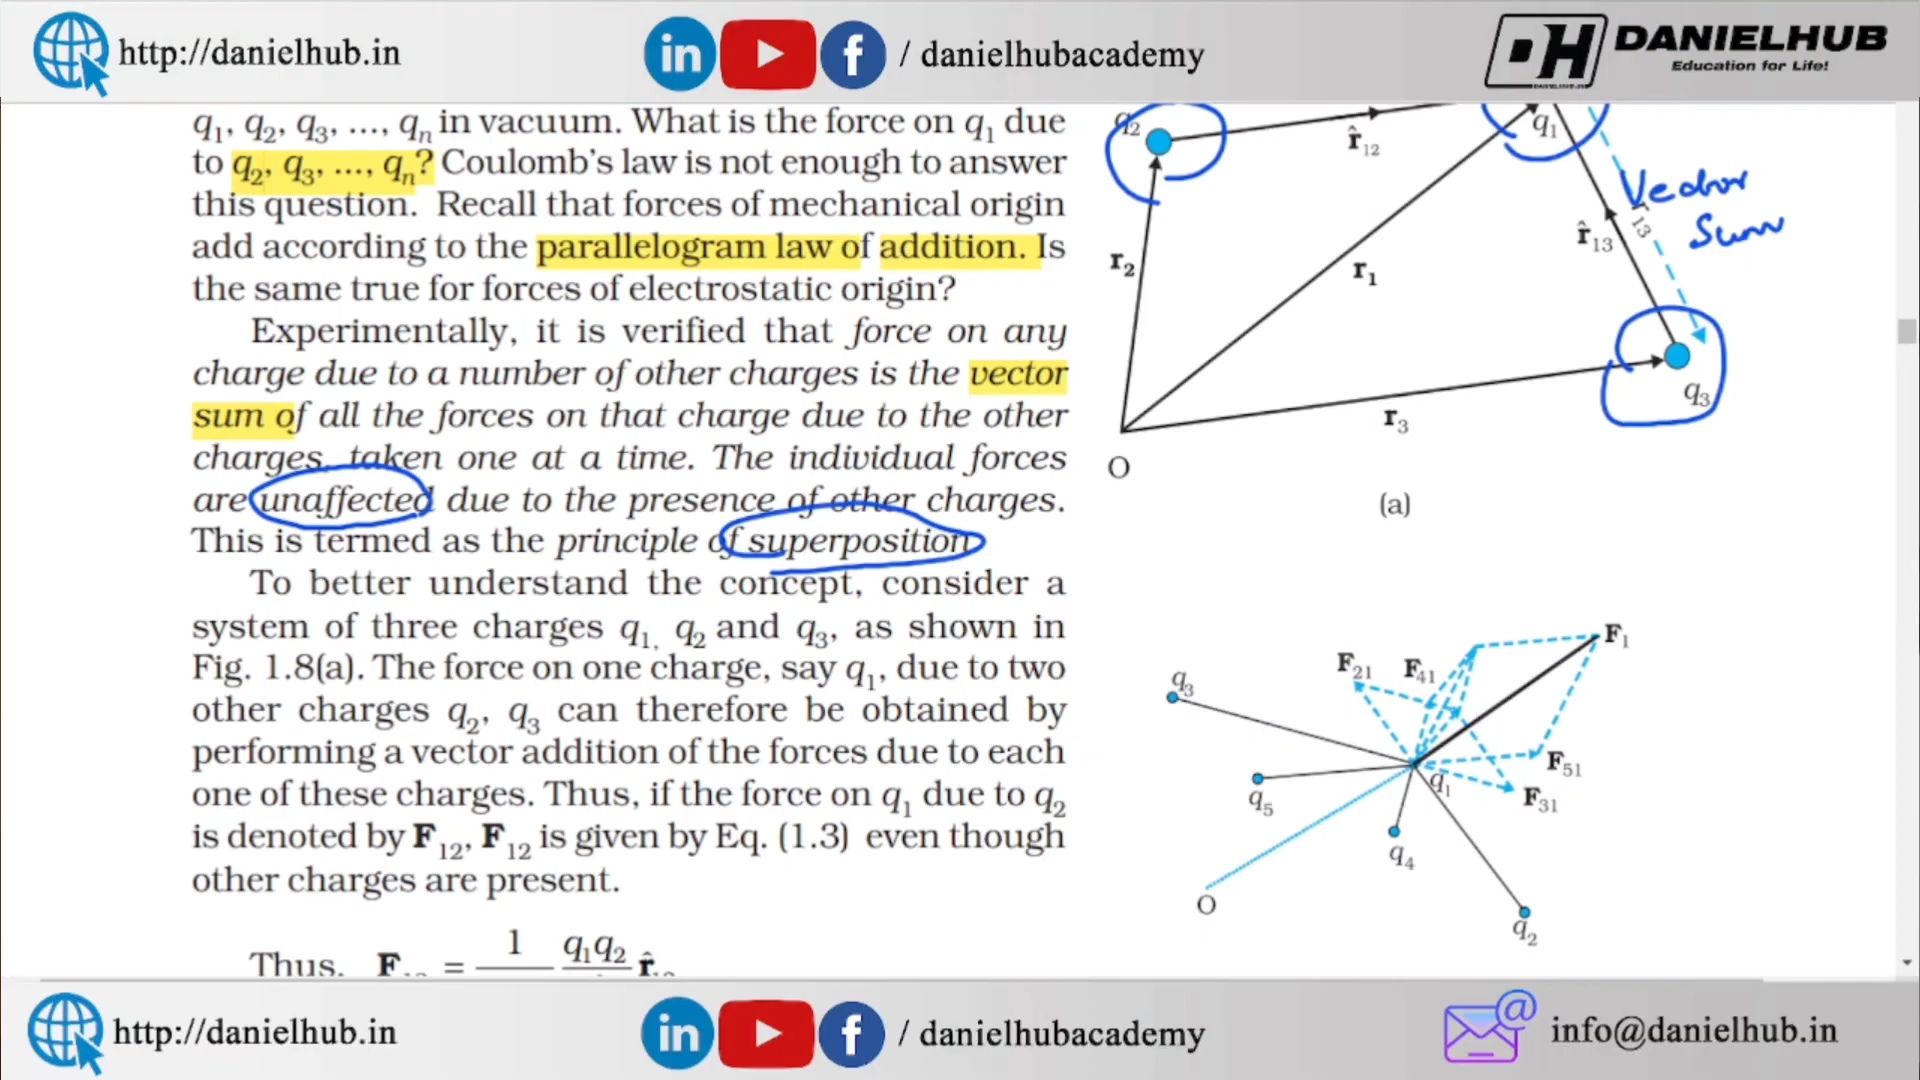 http://danielhub.in
in f / danielhubacademy
DH DANIELHUB
Education for Life!
q1, q2, q3, ..., qn in vacuum. What is the force on q1 due
to q2, q3, ..., qn? Coulomb's law is not enough to answer
this question. Recall that forces of mechanical origin
add according to the parallelogram law of addition. Is
the same true for forces of electrostatic origin?
Experimentally, it is verified that force on any
charge due to a number of other charges is the vector
sum of all the forces on that charge due to the other
charges, taken one at a time. The individual forces
are unaffected due to the presence of other charges.
This is termed as the principle of superposition
To better understand the concept, consider a
system of three charges q1, q2 and q3, as shown in
Fig. 1.8(a). The force on one charge, say q1, due to two
other charges q2, q3 can therefore be obtained by
performing a vector addition of the forces due to each
one of these charges. Thus, if the force on q1 due to q2
is denoted by F12, F12 is given by Eq. (1.3) even though
other charges are present.
Thus, F12 = 1 q1q2 r̂12
q2
r̂12
q1
Vector
Sum
r13
r̂13
r2
r1
q3
r3
O
(a)
F1
F21
F41
q3
F51
q1
F31
q5
q4
O
q2
http://danielhub.in
in f / danielhubacademy
@ info@danielhub.in